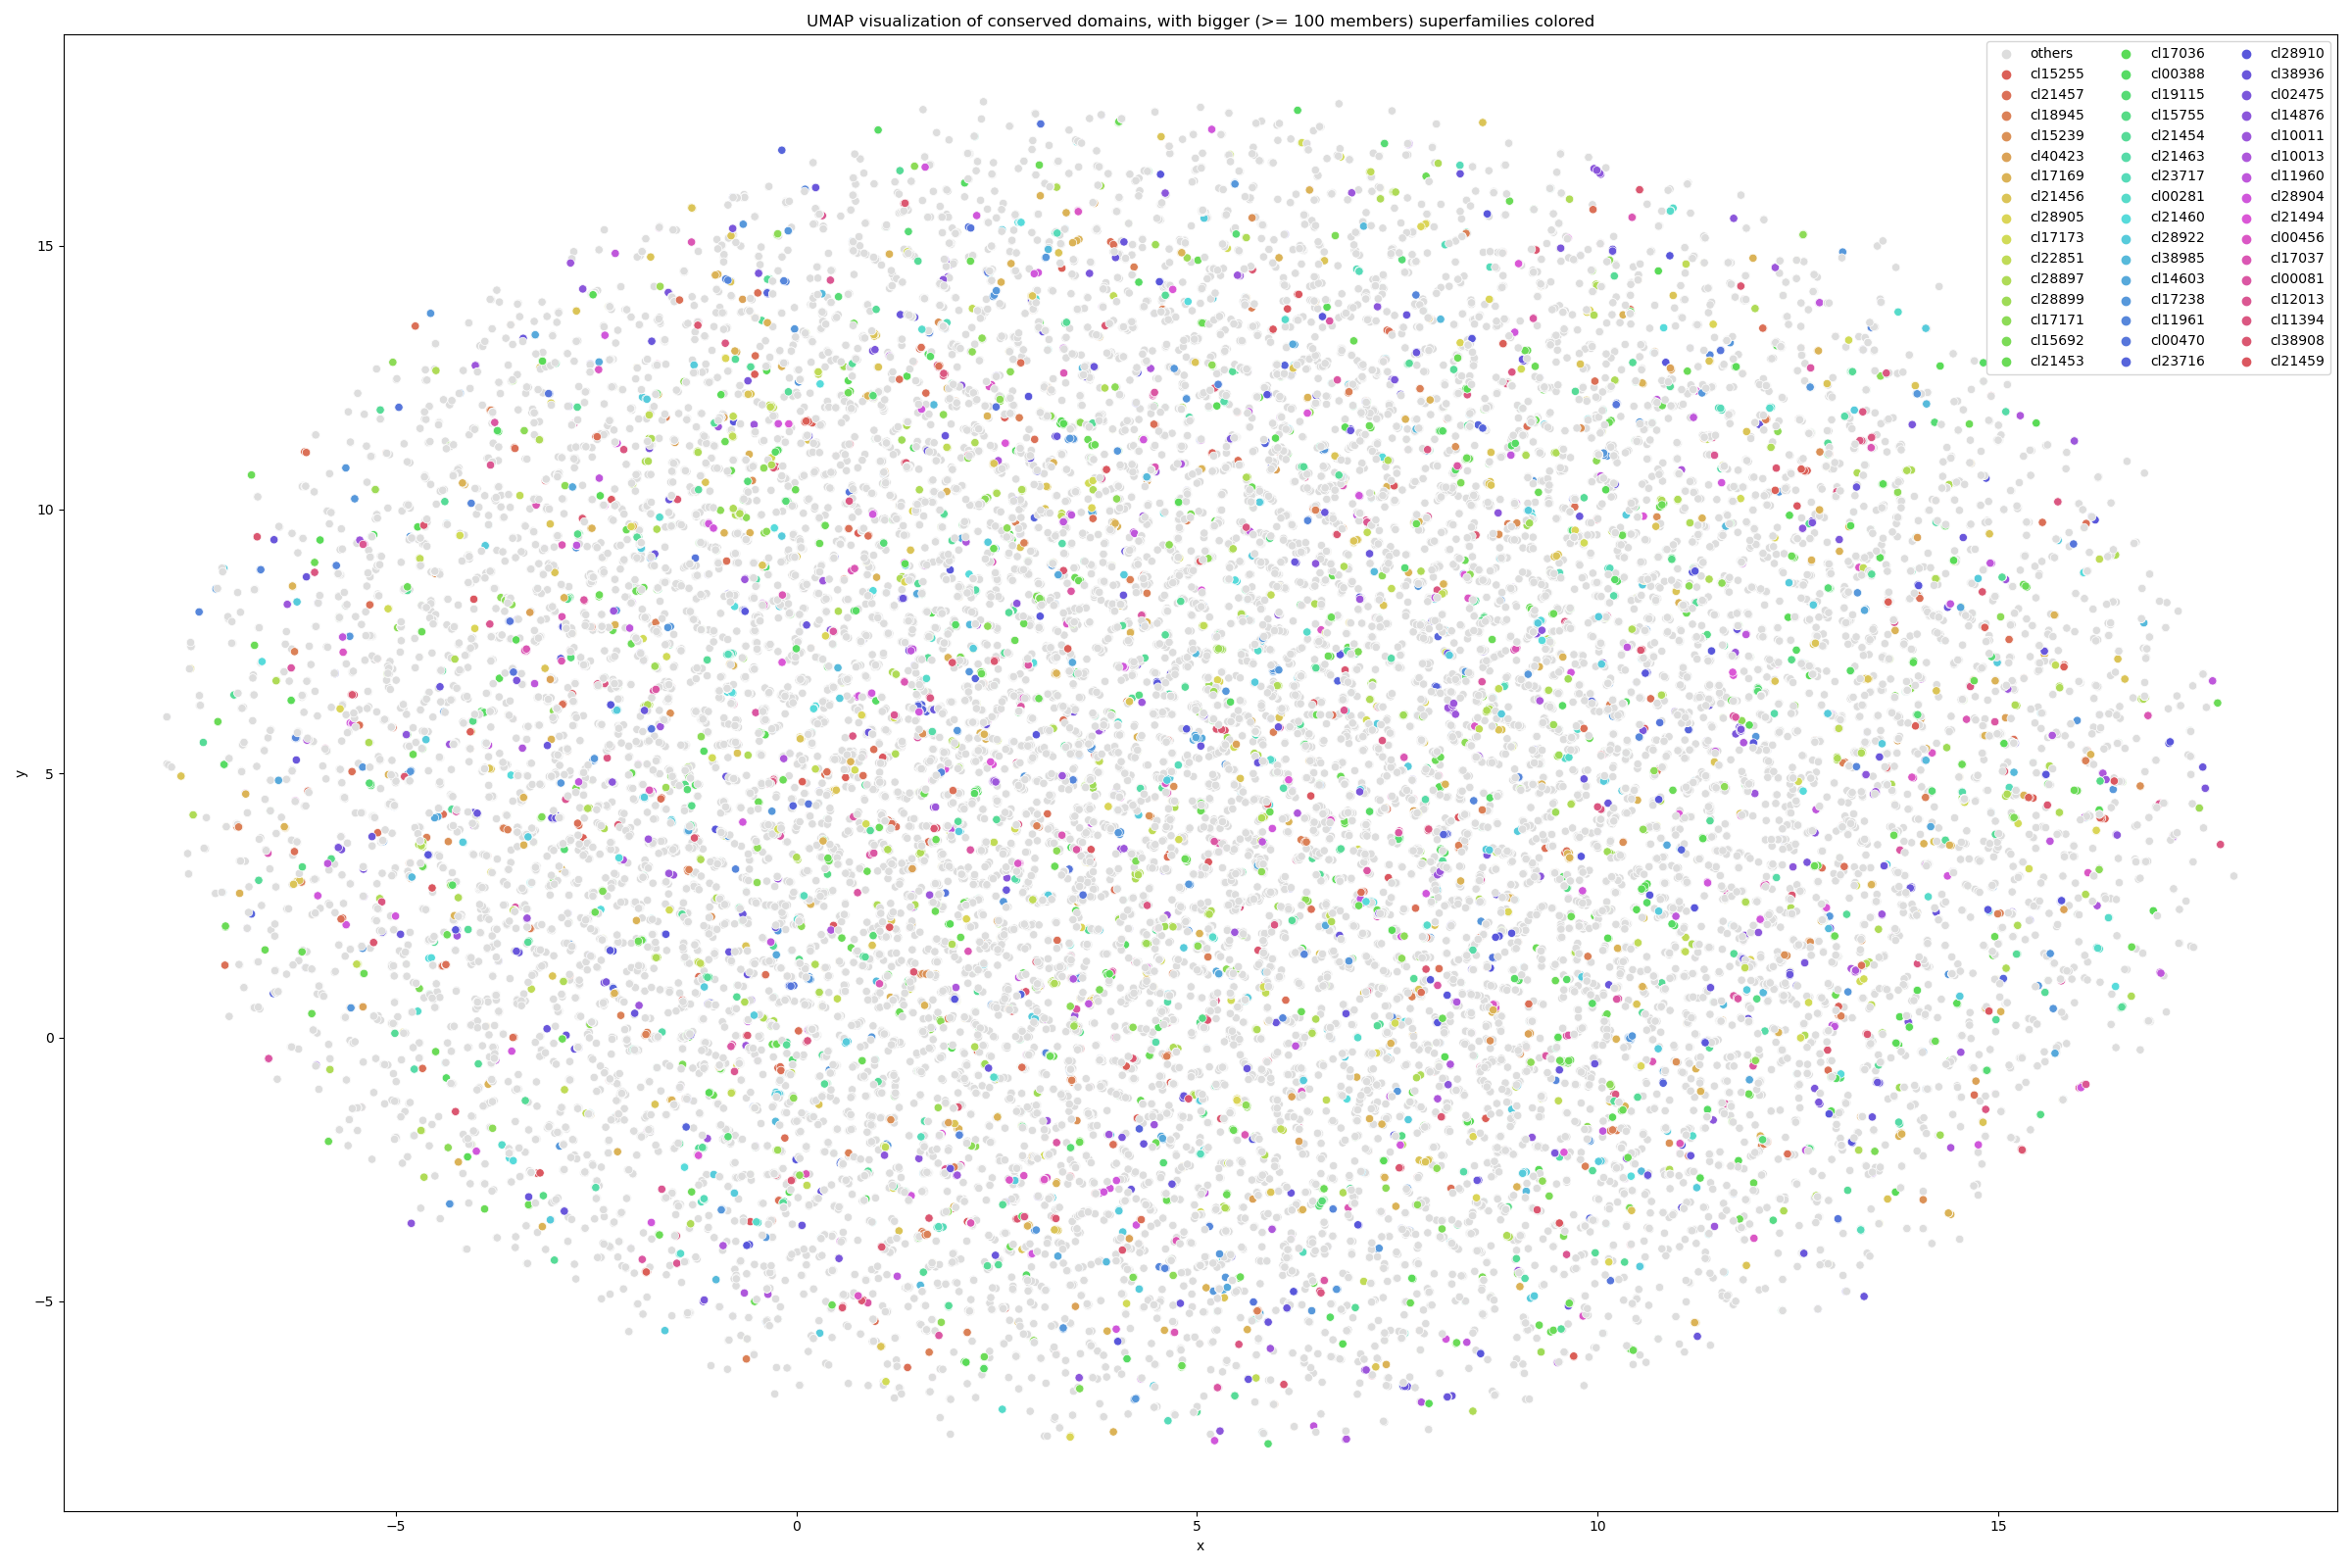 UMAP visualization of conserved domains, with bigger (>= 100 members) superfamilies colored
others
cl15255
cl21457
cl18945
cl15239
cl40423
cl17169
cl21456
cl28905
cl17173
cl22851
cl28897
cl28899
cl17171
cl15692
cl21453
cl17036
cl00388
cl19115
cl15755
cl21454
cl21463
cl23717
cl00281
cl21460
cl28922
cl38985
cl14603
cl17238
cl11961
cl00470
cl23716
cl28910
cl38936
cl02475
cl14876
cl10011
cl10013
cl11960
cl28904
cl21494
cl00456
cl17037
cl00081
cl12013
cl11394
cl38908
cl21459
15
10
5
0
−5
y
−5
0
5
10
15
x